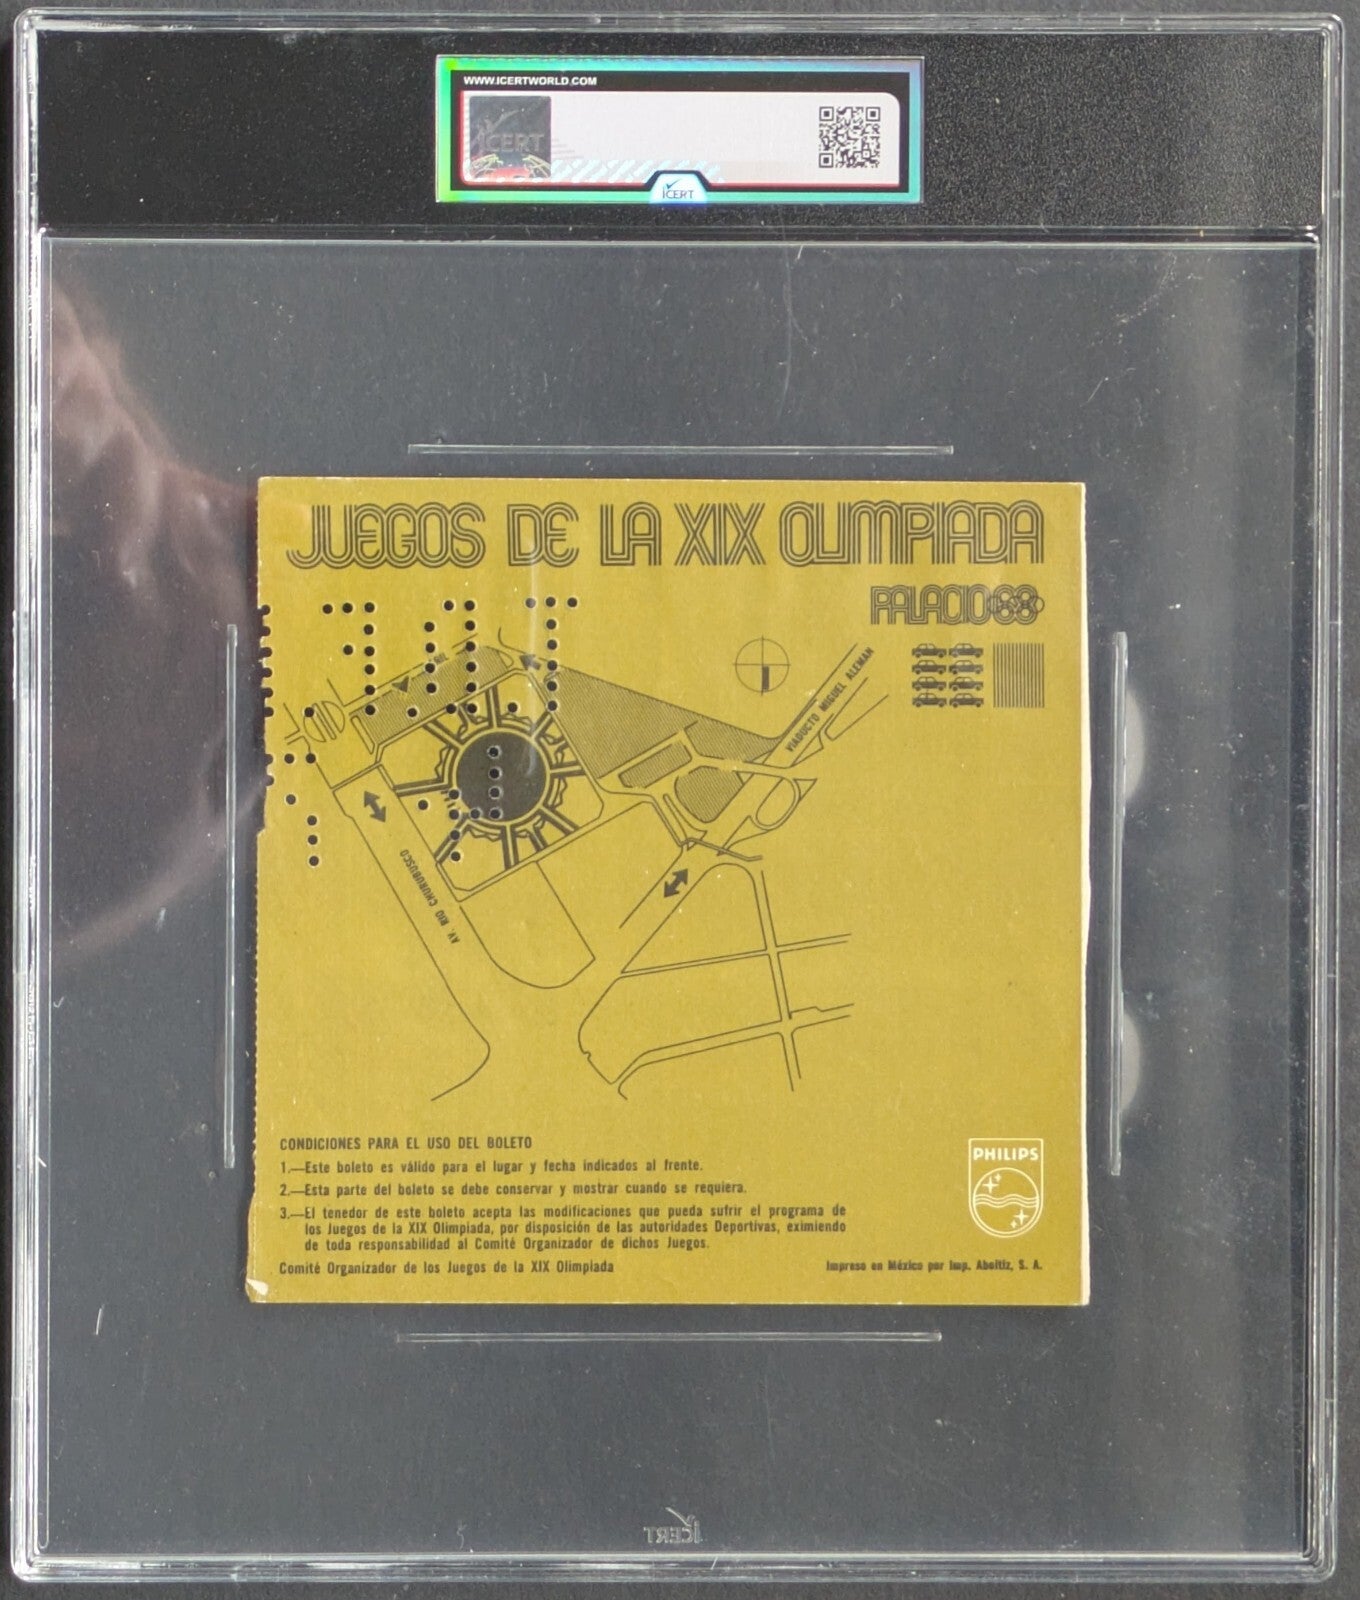 WWW.ICERTWORLD.COM
ICERT
ICERT
JUEGOS DE LA XIX OLIMPIADA
PALACIO68
VIADUCTO MIGUEL ALEMAN
AV. RIO CHURUBUSCO
CONDICIONES PARA EL USO DEL BOLETO
1.—Este boleto es válido para el lugar y fecha indicados al frente.
2.—Esta parte del boleto se debe conservar y mostrar cuando se requiera.
3.—El tenedor de este boleto acepta las modificaciones que pueda sufrir el programa de
los Juegos de la XIX Olimpiada, por disposición de las autoridades Deportivas, eximiendo
de toda responsabilidad al Comité Organizador de dichos Juegos.
Comité Organizador de los Juegos de la XIX Olimpiada
PHILIPS
Impreso en México por Imp. Aboitiz, S. A.
ICERT